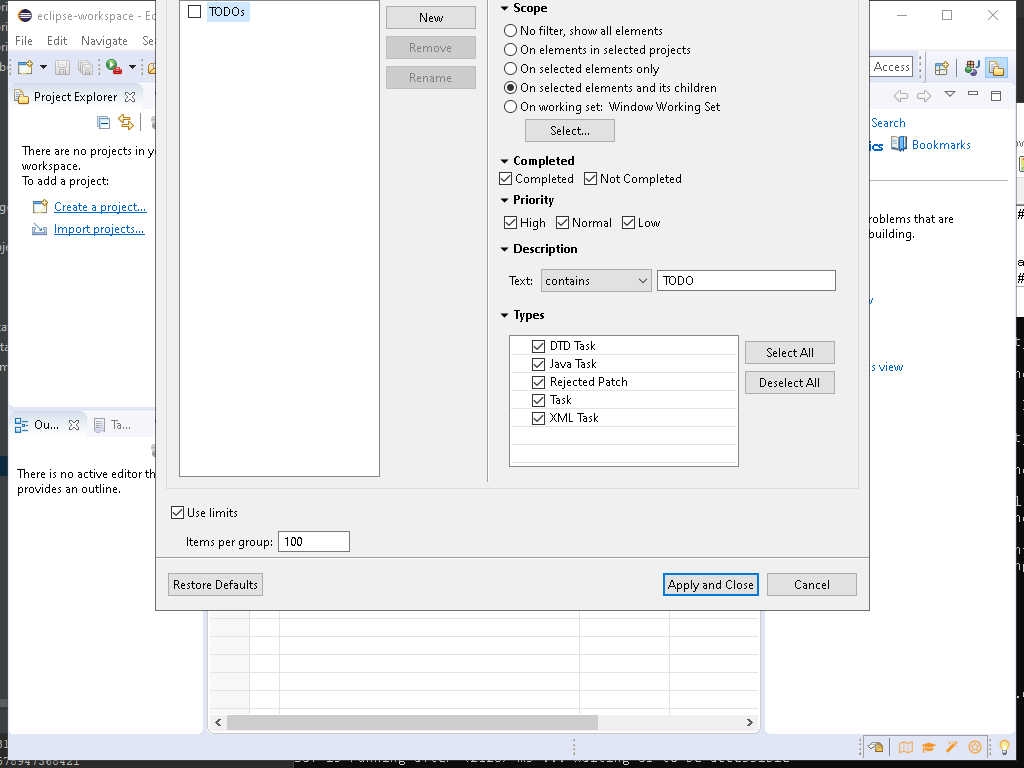 eclipse-workspace - Ec
File Edit Navigate Se
Access
Project Explorer
There are no projects in y
workspace.
To add a project:
Create a project...
Import projects...
Ou...
Ta...
There is no active editor th
provides an outline.
TODOs
New
Remove
Rename
Scope
No filter, show all elements
On elements in selected projects
On selected elements only
On selected elements and its children
On working set: Window Working Set
Select...
Completed
Completed Not Completed
Priority
High Normal Low
Description
Text: contains TODO
Types
DTD Task
Java Task
Rejected Patch
Task
XML Task
Select All
Deselect All
Use limits
Items per group: 100
Restore Defaults
Apply and Close
Cancel
Search
ics
Bookmarks
roblems that are
building.
s view